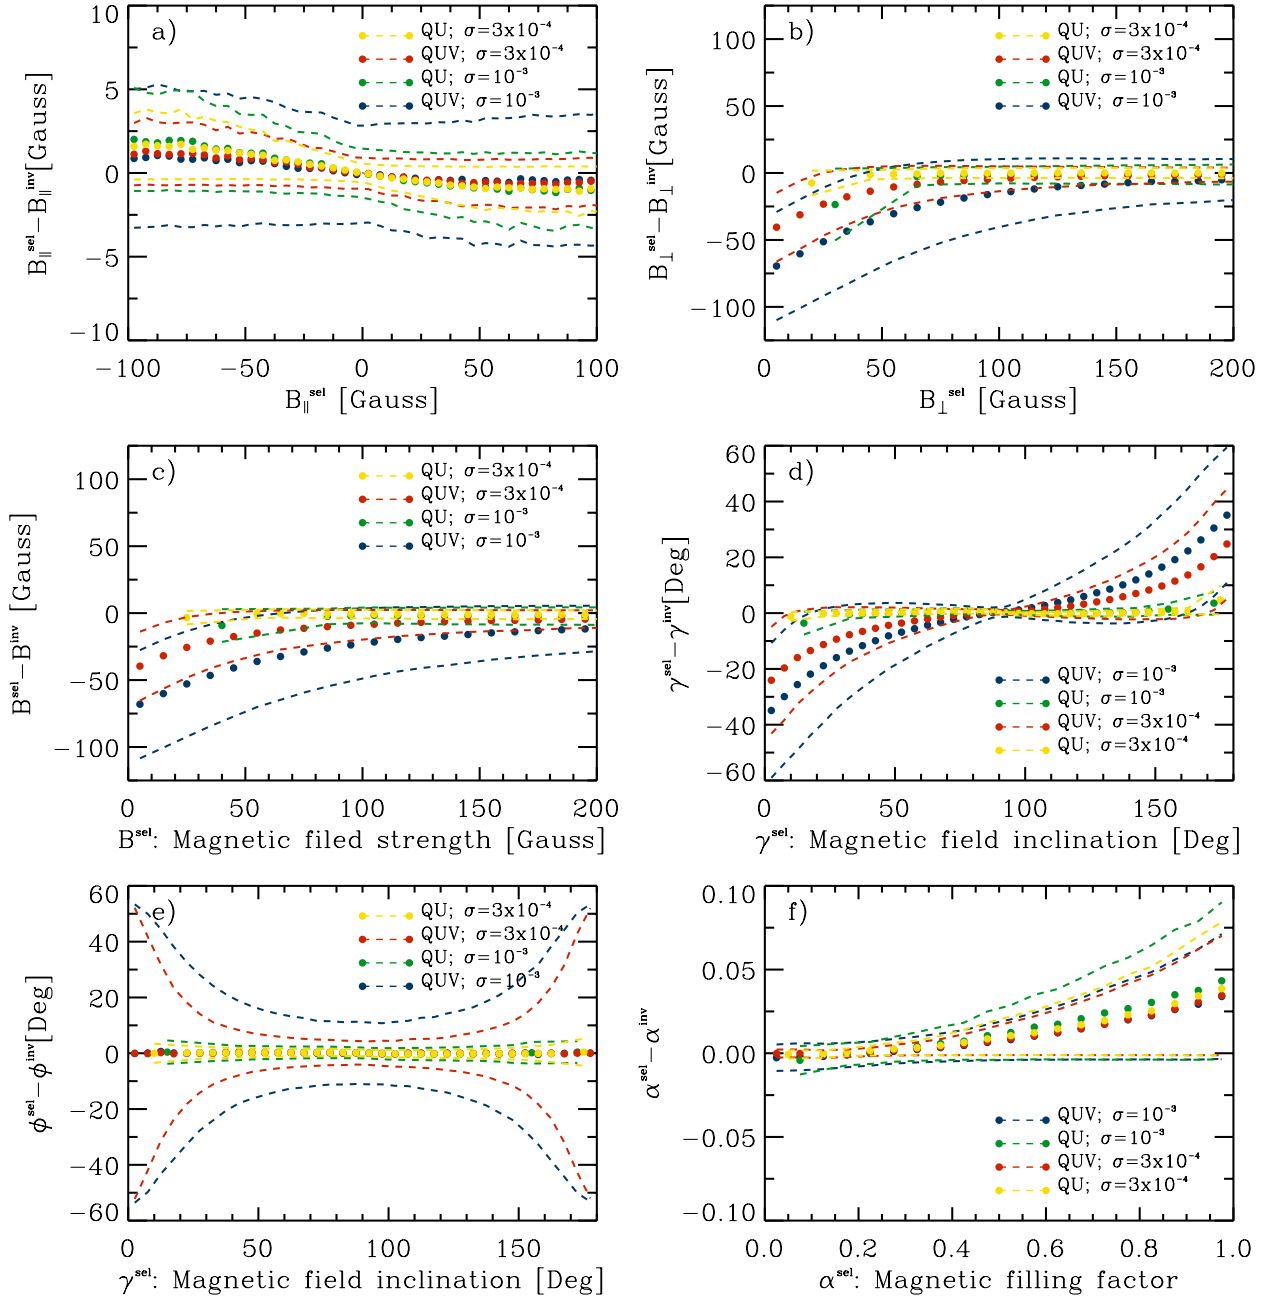 a)
QU; σ=3x10⁻⁴
QUV; σ=3x10⁻⁴
QU; σ=10⁻³
QUV; σ=10⁻³
10
5
0
−5
−10
−100 −50 0 50 100
B∥ˢᵉˡ−B∥ⁱⁿᵛ[Gauss]
B∥ˢᵉˡ [Gauss]
b)
QU; σ=3x10⁻⁴
QUV; σ=3x10⁻⁴
QU; σ=10⁻³
QUV; σ=10⁻³
100
50
0
−50
−100
0 50 100 150 200
B⊥ˢᵉˡ−B⊥ⁱⁿᵛ[Gauss]
B⊥ˢᵉˡ [Gauss]
c)
QU; σ=3x10⁻⁴
QUV; σ=3x10⁻⁴
QU; σ=10⁻³
QUV; σ=10⁻³
100
50
0
−50
−100
0 50 100 150 200
Bˢᵉˡ−Bⁱⁿᵛ [Gauss]
Bˢᵉˡ: Magnetic filed strength [Gauss]
d)
60
40
20
0
−20
−40
−60
QUV; σ=10⁻³
QU; σ=10⁻³
QUV; σ=3x10⁻⁴
QU; σ=3x10⁻⁴
0 50 100 150
γˢᵉˡ−γⁱⁿᵛ[Deg]
γˢᵉˡ: Magnetic field inclination [Deg]
e)
QU; σ=3x10⁻⁴
QUV; σ=3x10⁻⁴
QU; σ=10⁻³
QUV; σ=10⁻³
60
40
20
0
−20
−40
−60
0 50 100 150
ϕˢᵉˡ−ϕⁱⁿᵛ[Deg]
γˢᵉˡ: Magnetic field inclination [Deg]
f)
0.10
0.05
0.00
−0.05
−0.10
QUV; σ=10⁻³
QU; σ=10⁻³
QUV; σ=3x10⁻⁴
QU; σ=3x10⁻⁴
0.0 0.2 0.4 0.6 0.8 1.0
αˢᵉˡ−αⁱⁿᵛ
αˢᵉˡ: Magnetic filling factor